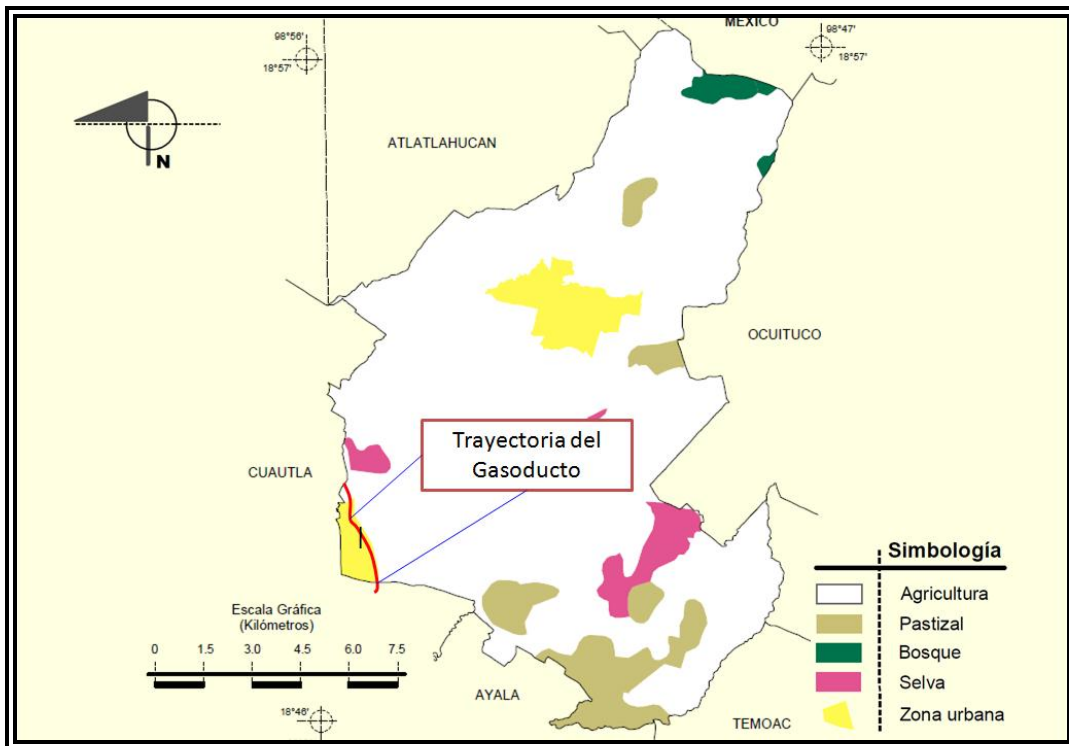 MEXICO
98°56'
18°57'
98°47'
18°57'
N
ATLATLAHUCAN
OCUITUCO
CUAUTLA
Trayectoria del
Gasoducto
Escala Gráfica
(Kilómetros)
0 1.5 3.0 4.5 6.0 7.5
18°46'
AYALA
TEMOAC
Simbología
Agricultura
Pastizal
Bosque
Selva
Zona urbana